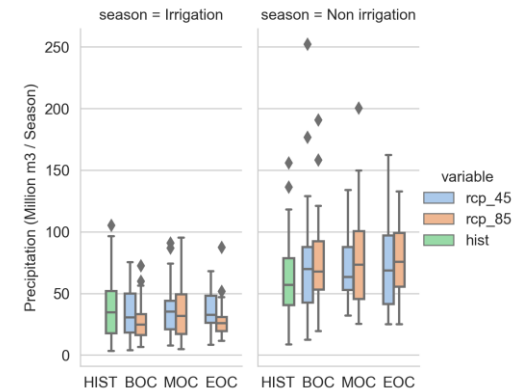 season = Irrigation
season = Non irrigation
Precipitation (Million m3 / Season)
250
200
150
100
50
0
HIST BOC MOC EOC
HIST BOC MOC EOC
variable
rcp_45
rcp_85
hist